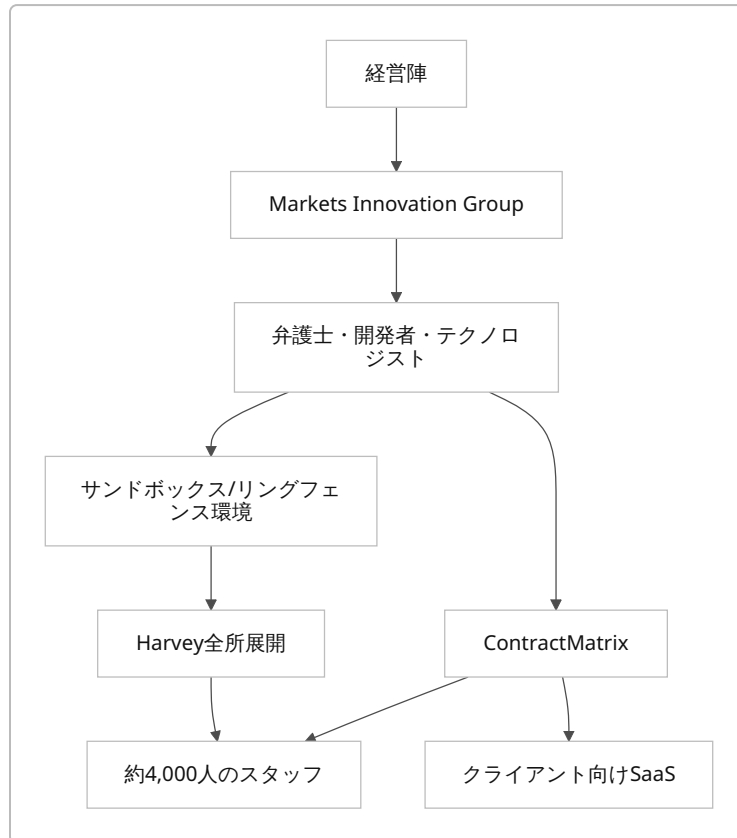 経営陣
Markets Innovation Group
弁護士・開発者・テクノロ
ジスト
サンドボックス/リングフェ
ンス環境
Harvey全所展開
ContractMatrix
約4,000人のスタッフ
クライアント向けSaaS